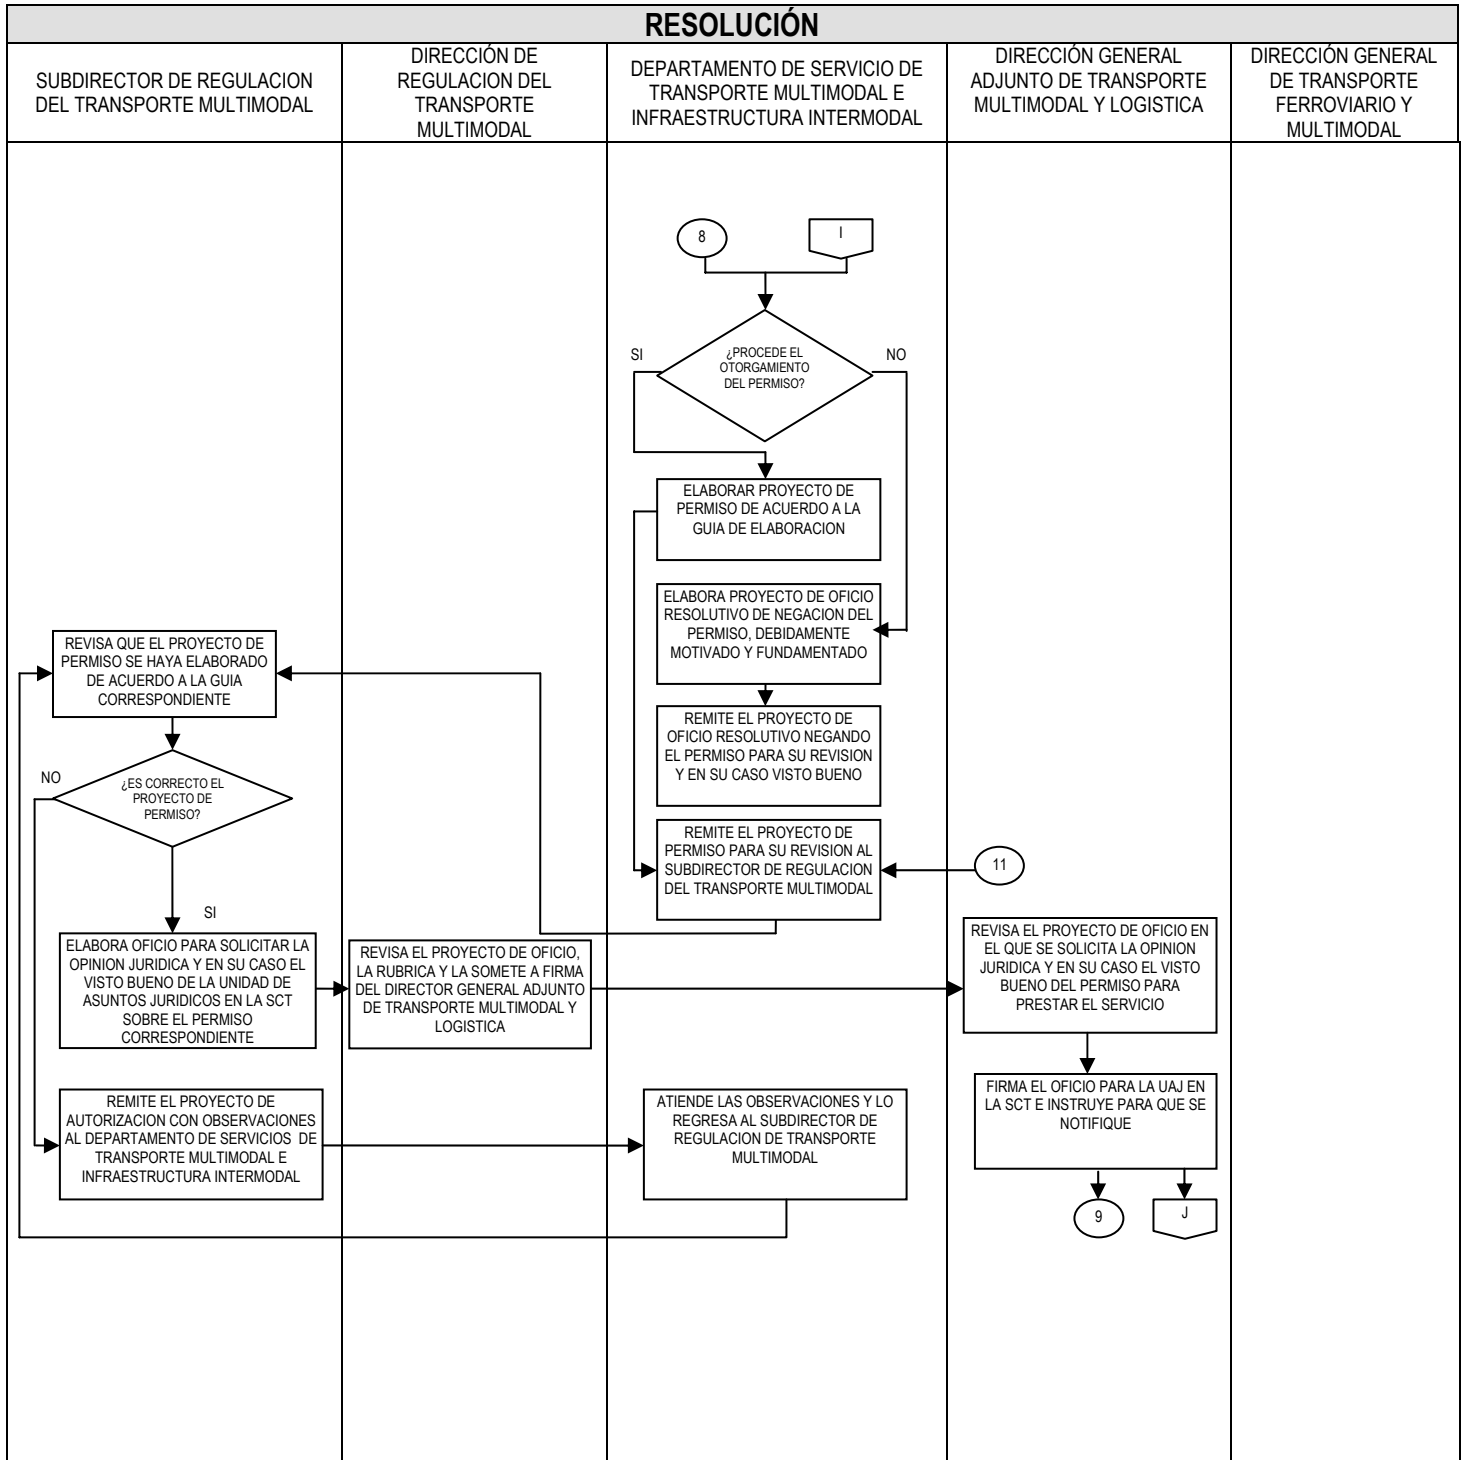 RESOLUCIÓN
SUBDIRECTOR DE REGULACION
DEL TRANSPORTE MULTIMODAL
DIRECCIÓN DE
REGULACION DEL
TRANSPORTE
MULTIMODAL
DEPARTAMENTO DE SERVICIO DE
TRANSPORTE MULTIMODAL E
INFRAESTRUCTURA INTERMODAL
DIRECCIÓN GENERAL
ADJUNTO DE TRANSPORTE
MULTIMODAL Y LOGISTICA
DIRECCIÓN GENERAL
DE TRANSPORTE
FERROVIARIO Y
MULTIMODAL
8
I
SI
¿PROCEDE EL
OTORGAMIENTO
DEL PERMISO?
NO
ELABORAR PROYECTO DE
PERMISO DE ACUERDO A LA
GUIA DE ELABORACION
ELABORA PROYECTO DE OFICIO
RESOLUTIVO DE NEGACION DEL
PERMISO, DEBIDAMENTE
MOTIVADO Y FUNDAMENTADO
REVISA QUE EL PROYECTO DE
PERMISO SE HAYA ELABORADO
DE ACUERDO A LA GUIA
CORRESPONDIENTE
REMITE EL PROYECTO DE
OFICIO RESOLUTIVO NEGANDO
EL PERMISO PARA SU REVISION
Y EN SU CASO VISTO BUENO
NO
¿ES CORRECTO EL
PROYECTO DE
PERMISO?
REMITE EL PROYECTO DE
PERMISO PARA SU REVISION AL
SUBDIRECTOR DE REGULACION
DEL TRANSPORTE MULTIMODAL
11
SI
ELABORA OFICIO PARA SOLICITAR LA
OPINION JURIDICA Y EN SU CASO EL
VISTO BUENO DE LA UNIDAD DE
ASUNTOS JURIDICOS EN LA SCT
SOBRE EL PERMISO
CORRESPONDIENTE
REVISA EL PROYECTO DE OFICIO,
LA RUBRICA Y LA SOMETE A FIRMA
DEL DIRECTOR GENERAL ADJUNTO
DE TRANSPORTE MULTIMODAL Y
LOGISTICA
REVISA EL PROYECTO DE OFICIO EN
EL QUE SE SOLICITA LA OPINION
JURIDICA Y EN SU CASO EL VISTO
BUENO DEL PERMISO PARA
PRESTAR EL SERVICIO
FIRMA EL OFICIO PARA LA UAJ EN
LA SCT E INSTRUYE PARA QUE SE
NOTIFIQUE
REMITE EL PROYECTO DE
AUTORIZACION CON OBSERVACIONES
AL DEPARTAMENTO DE SERVICIOS DE
TRANSPORTE MULTIMODAL E
INFRAESTRUCTURA INTERMODAL
ATIENDE LAS OBSERVACIONES Y LO
REGRESA AL SUBDIRECTOR DE
REGULACION DE TRANSPORTE
MULTIMODAL
9
J